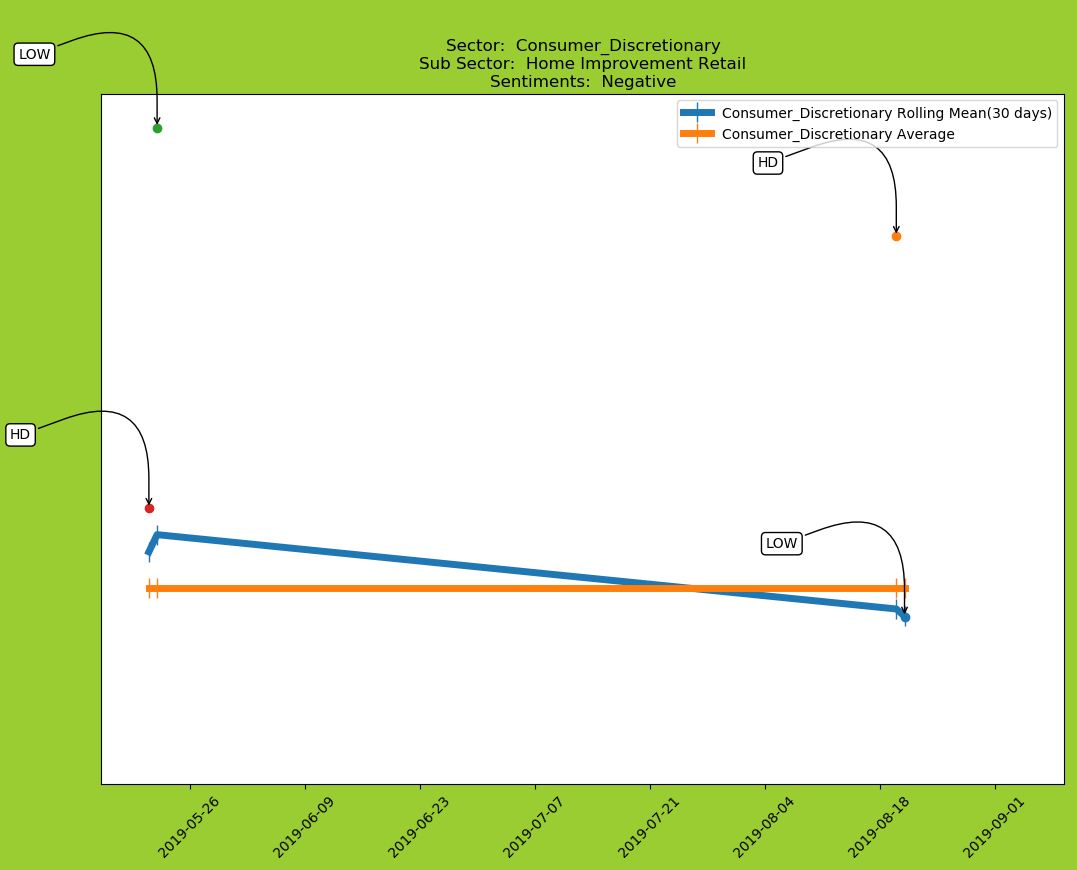 LOW
Sector:  Consumer_Discretionary
Sub Sector:  Home Improvement Retail
Sentiments:  Negative
Consumer_Discretionary Rolling Mean(30 days)
Consumer_Discretionary Average
HD
HD
LOW
2019-05-26
2019-06-09
2019-06-23
2019-07-07
2019-07-21
2019-08-04
2019-08-18
2019-09-01